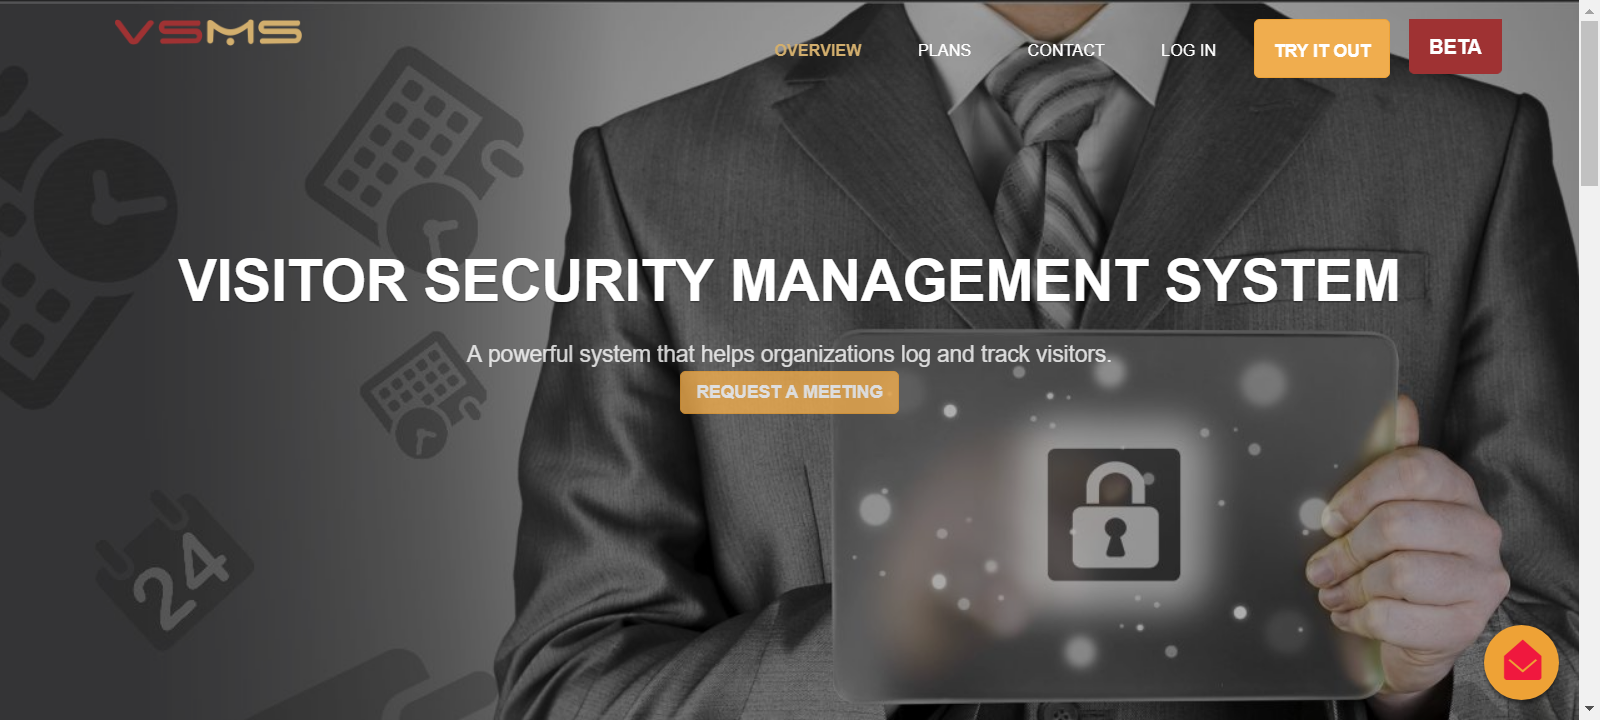 VSMS
OVERVIEW PLANS CONTACT LOG IN TRY IT OUT BETA
VISITOR SECURITY MANAGEMENT SYSTEM
A powerful system that helps organizations log and track visitors.
REQUEST A MEETING
24